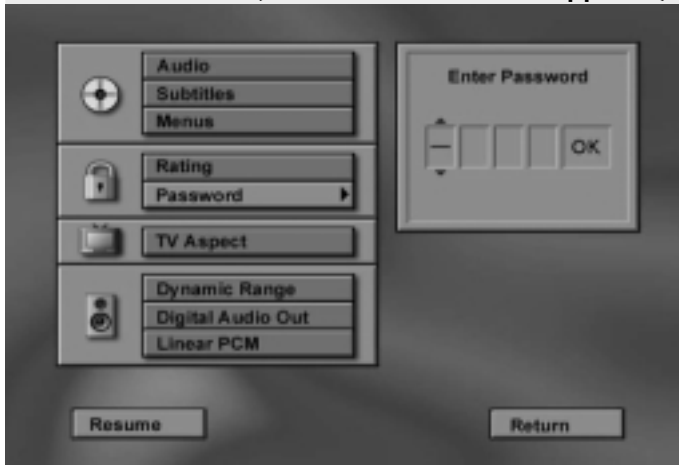 Audio
Subtitles
Menus
Rating
Password
TV Aspect
Dynamic Range
Digital Audio Out
Linear PCM
Enter Password
— OK
Resume
Return